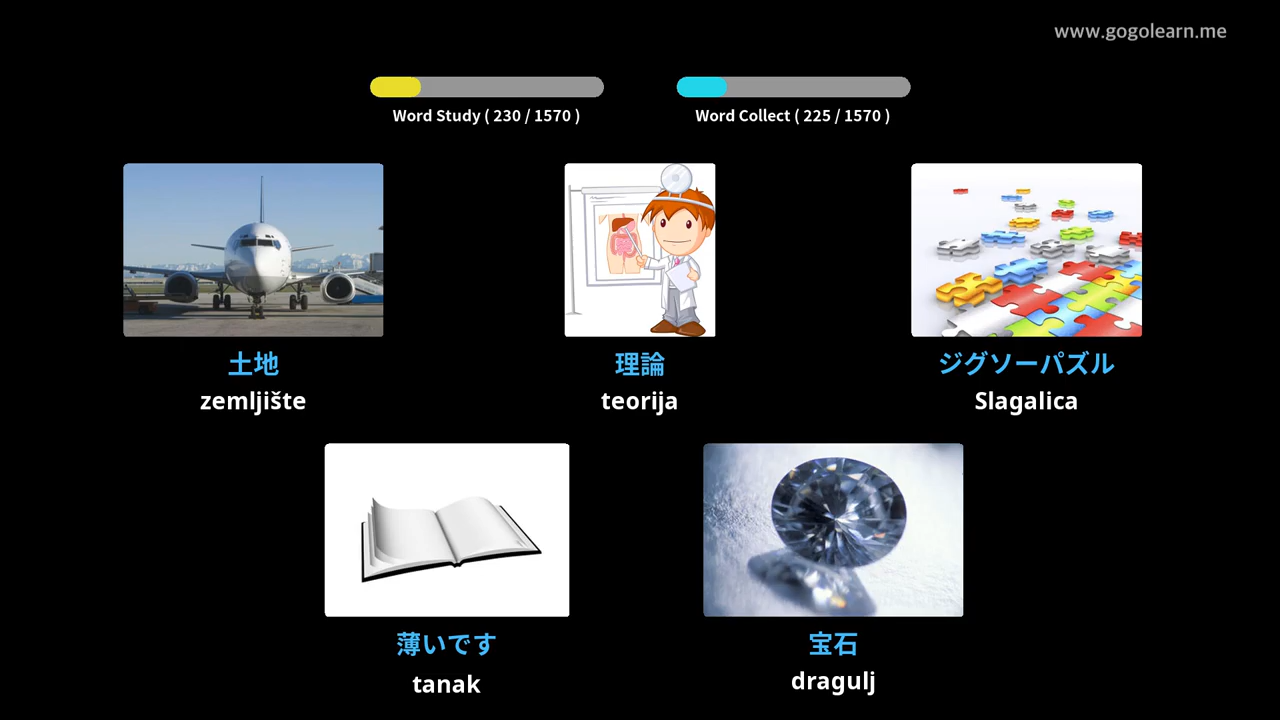 www.gogolearn.me
Word Study ( 230 / 1570 )
Word Collect ( 225 / 1570 )
土地
zemljište
理論
teorija
ジグソーパズル
Slagalica
薄いです
tanak
宝石
dragulj